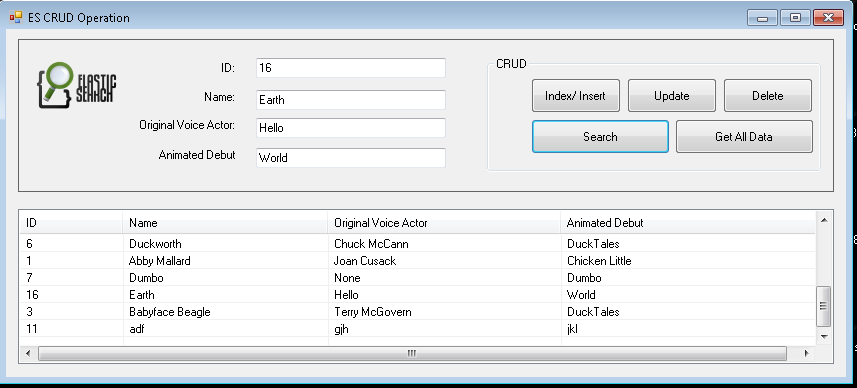 ES CRUD Operation
ELASTIC
SEARCH
ID: 16
Name: Earth
Original Voice Actor: Hello
Animated Debut World
CRUD
Index/ Insert Update Delete
Search Get All Data
ID Name Original Voice Actor Animated Debut
6 Duckworth Chuck McCann DuckTales
1 Abby Mallard Joan Cusack Chicken Little
7 Dumbo None Dumbo
16 Earth Hello World
3 Babyface Beagle Terry McGovern DuckTales
11 adf gjh jkl